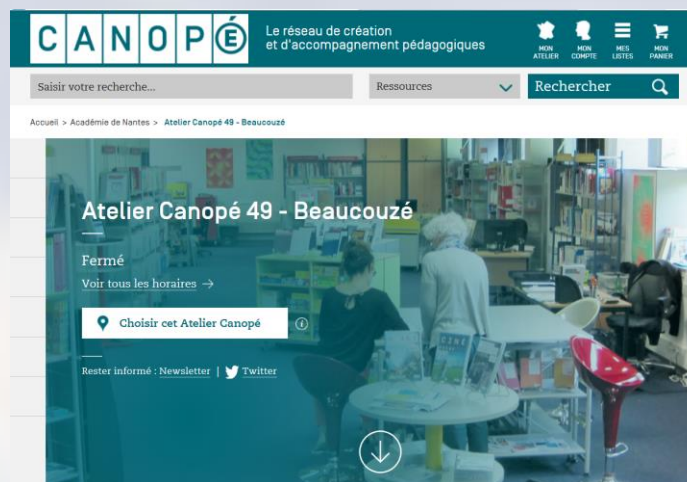 CANOPÉ
Le réseau de création
et d'accompagnement pédagogiques
MON
ATELIER
MON
COMPTE
MES
LISTES
MON
PANIER
Saisir votre recherche...
Ressources
Rechercher
Accueil > Académie de Nantes > Atelier Canopé 49 - Beaucouzé
Atelier Canopé 49 - Beaucouzé
Fermé
Voir tous les horaires →
Choisir cet Atelier Canopé
i
Rester informé : Newsletter | Twitter
CINÉ